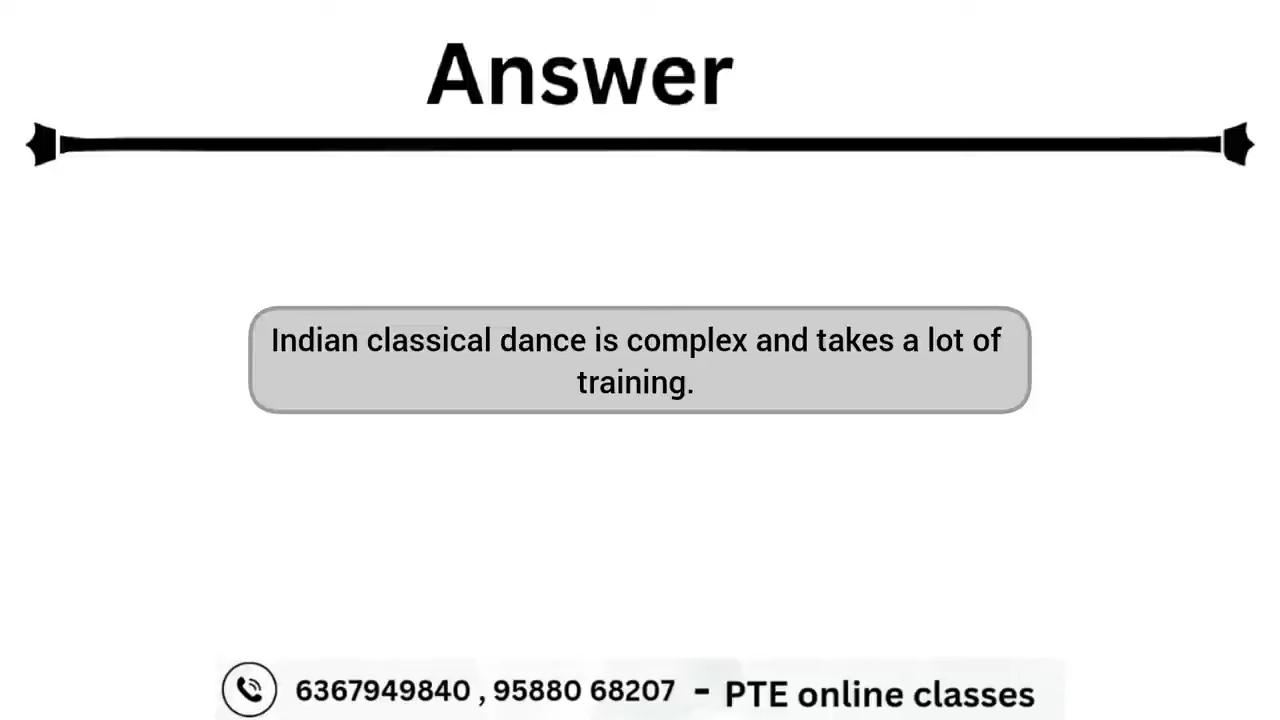 Answer
Indian classical dance is complex and takes a lot of
training.
6367949840 , 95880 68207 - PTE online classes